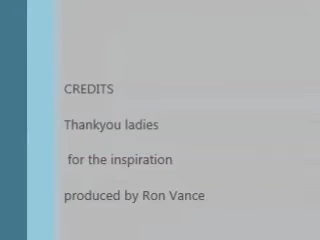 CREDITS
Thankyou ladies
for the inspiration
produced by Ron Vance